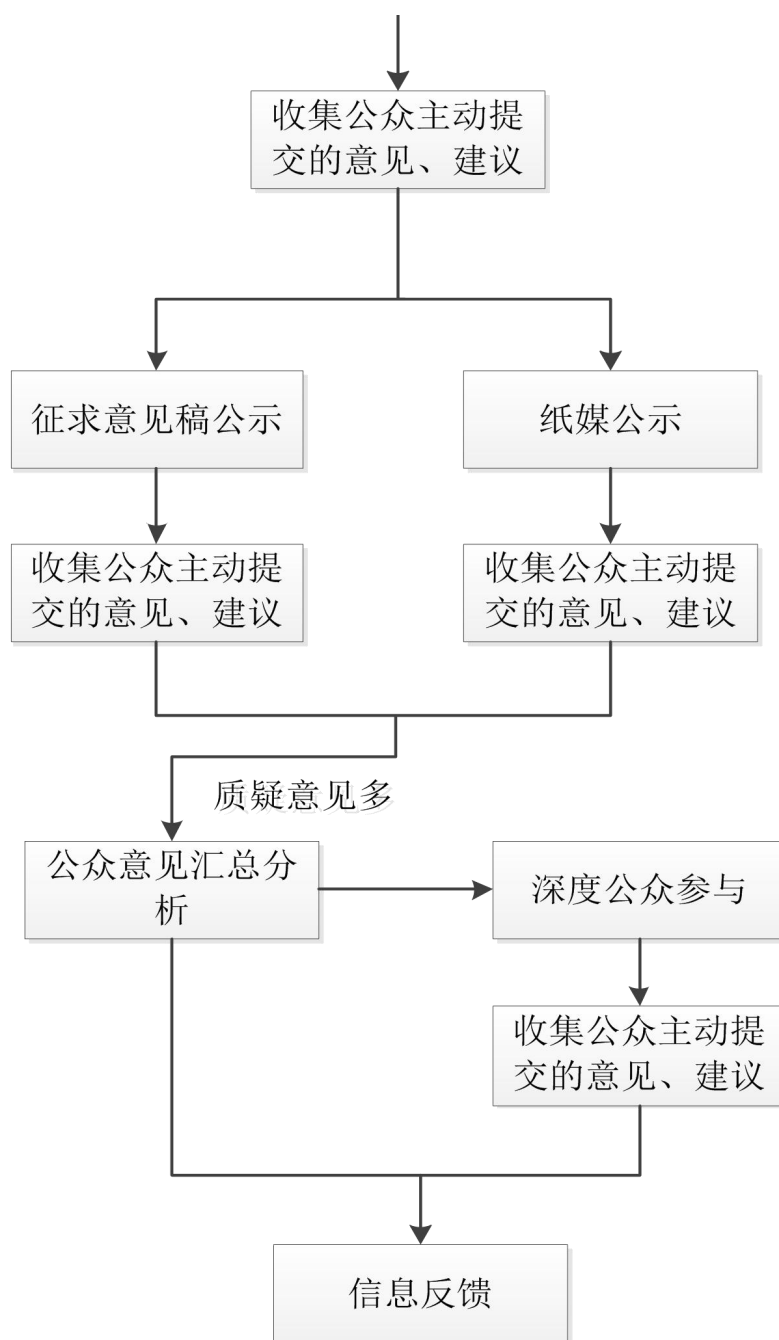 收集公众主动提
交的意见、建议
征求意见稿公示
纸媒公示
收集公众主动提
交的意见、建议
收集公众主动提
交的意见、建议
质疑意见多
公众意见汇总分
析
深度公众参与
收集公众主动提
交的意见、建议
信息反馈